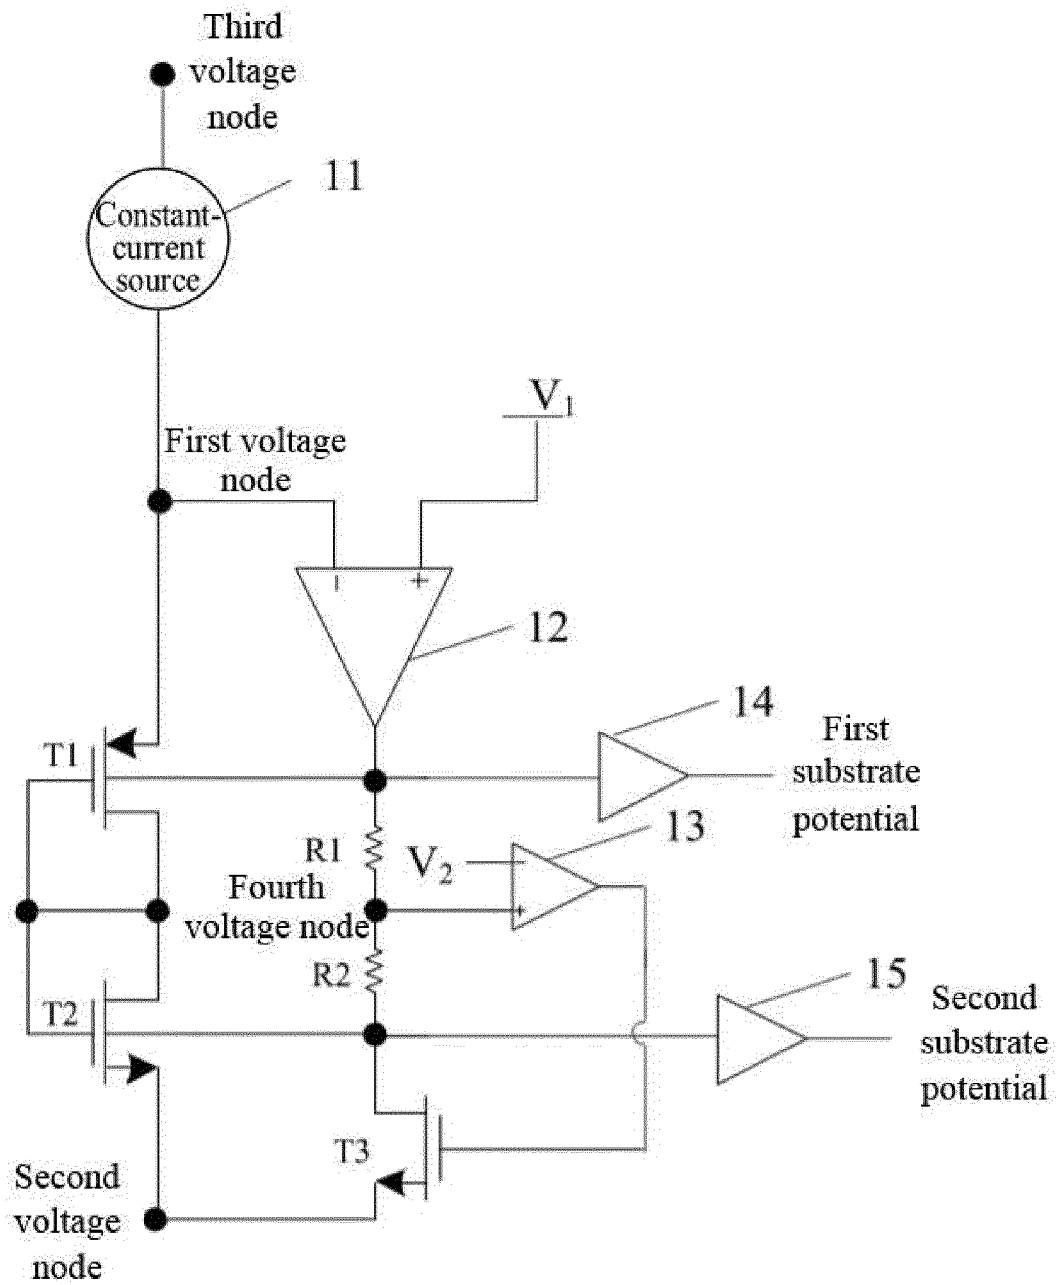 Third
voltage
node
11
Constant-
current
source
V1
First voltage
node
- +
12
14
First
substrate
potential
T1
13
R1
V2
-
Fourth
voltage node
+
R2
15
Second
substrate
potential
T2
T3
Second
voltage
node